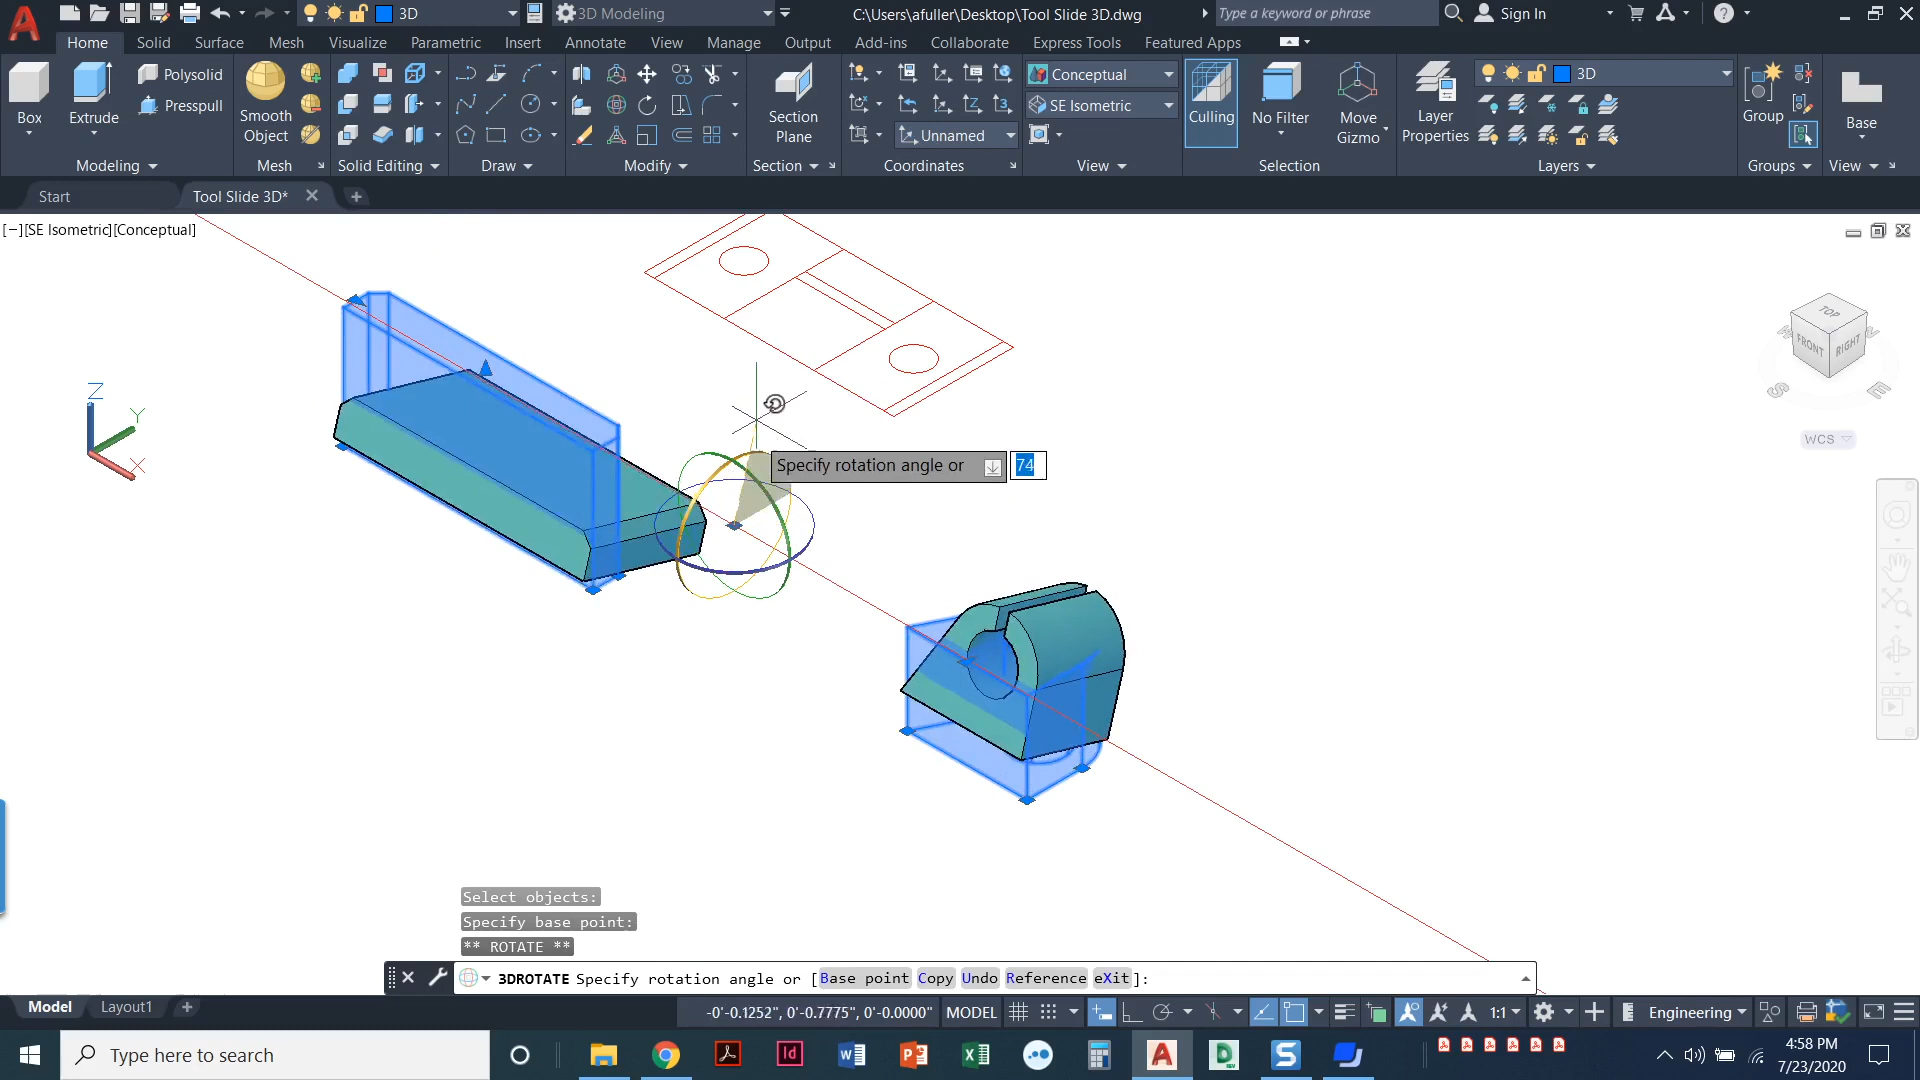 3D
3D Modeling
C:\Users\afuller\Desktop\Tool Slide 3D.dwg
Type a keyword or phrase
Sign In
Home
Solid
Surface
Mesh
Visualize
Parametric
Insert
Annotate
View
Manage
Output
Add-ins
Collaborate
Express Tools
Featured Apps
Box
Extrude
Polysolid
Presspull
Smooth
Object
Section
Plane
Unnamed
Conceptual
SE Isometric
Culling
No Filter
Move
Gizmo
Layer
Properties
3D
Group
Base
Modeling
Mesh
Solid Editing
Draw
Modify
Section
Coordinates
View
Selection
Layers
Groups
View
Start
Tool Slide 3D*
[−][SE Isometric][Conceptual]
TOP
FRONT
RIGHT
S
E
WCS
Z
Y
X
Specify rotation angle or
74
Select objects:
Specify base point:
** ROTATE **
3DROTATE Specify rotation angle or [Base point Copy Undo Reference eXit]:
Model
Layout1
-0'-0.1252", 0'-0.7775", 0'-0.0000"
MODEL
1:1
Engineering
Type here to search
4:58 PM
7/23/2020